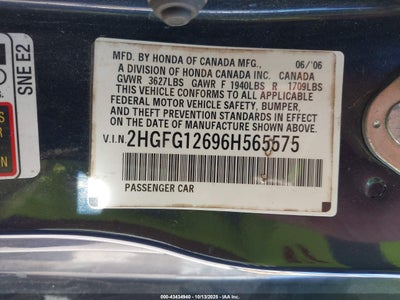 SNE E2
MFD. BY HONDA OF CANADA MFG., 06/'06
A DIVISION OF HONDA CANADA INC. CANADA
GVWR 3627LBS GAWR F 1940LBS R 1709LBS
THIS VEHICLE CONFORMS TO ALL APPLICABLE
FEDERAL MOTOR VEHICLE SAFETY, BUMPER,
AND THEFT PREVENTION STANDARDS IN EFFECT ON THE
DATE OF MANUFACTURE SHOWN ABOVE.
V.I.N. 2HGFG12696H565575
PASSENGER CAR
000-43434940 - 10/13/2025 - iaai.com